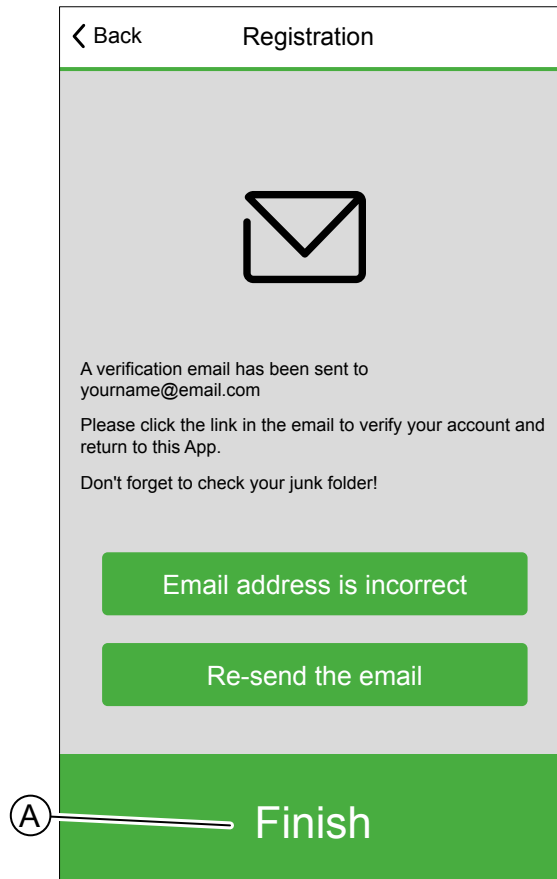 Back Registration
A verification email has been sent to
yourname@email.com
Please click the link in the email to verify your account and
return to this App.
Don't forget to check your junk folder!
Email address is incorrect
Re-send the email
A Finish